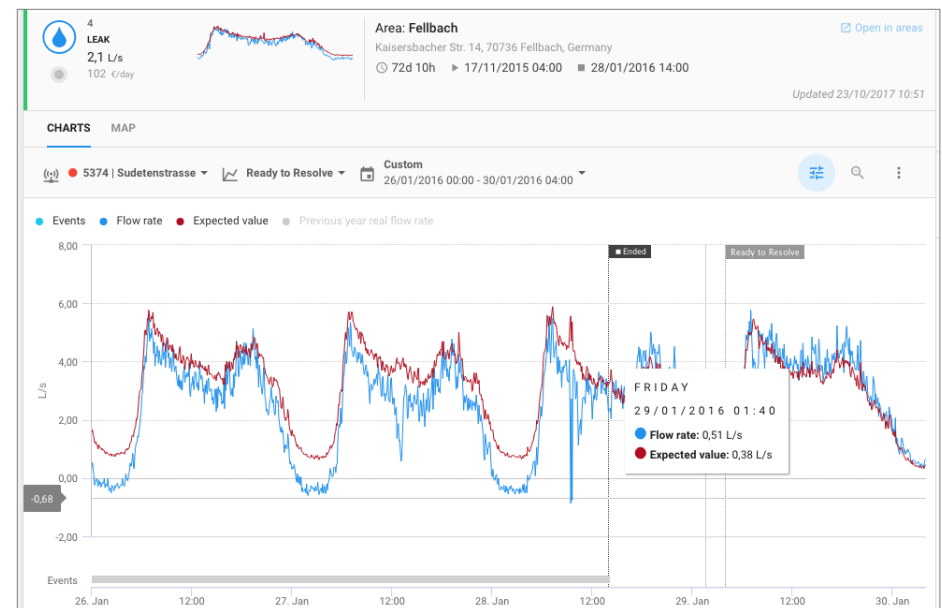 4
LEAK
2,1 L/s
102 €/day
Area: Fellbach
Kaisersbacher Str. 14, 70736 Fellbach, Germany
72d 10h 17/11/2015 04:00 28/01/2016 14:00
Open in areas
Updated 23/10/2017 10:51
CHARTS MAP
5374 | Sudetenstrasse Ready to Resolve
Custom
26/01/2016 00:00 - 30/01/2016 04:00
Events Flow rate Expected value Previous year real flow rate
8,00
Ended
Ready to Resolve
6,00
4,00
L/s
2,00
0,00
-0,68
-2,00
FRIDAY
29/01/2016 01:40
Flow rate: 0,51 L/s
Expected value: 0,38 L/s
Events
26. Jan 12:00 27. Jan 12:00 28. Jan 12:00 29. Jan 12:00 30. Jan